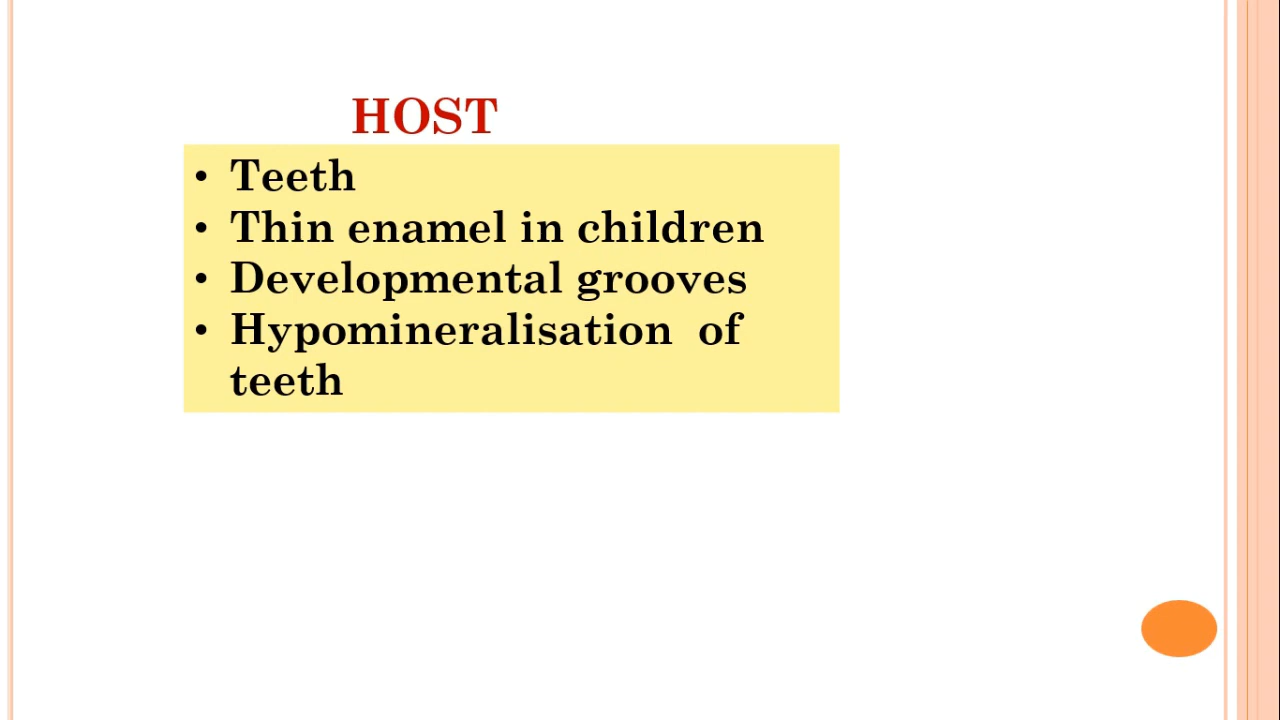 HOST
• Teeth
• Thin enamel in children
• Developmental grooves
• Hypomineralisation of
teeth